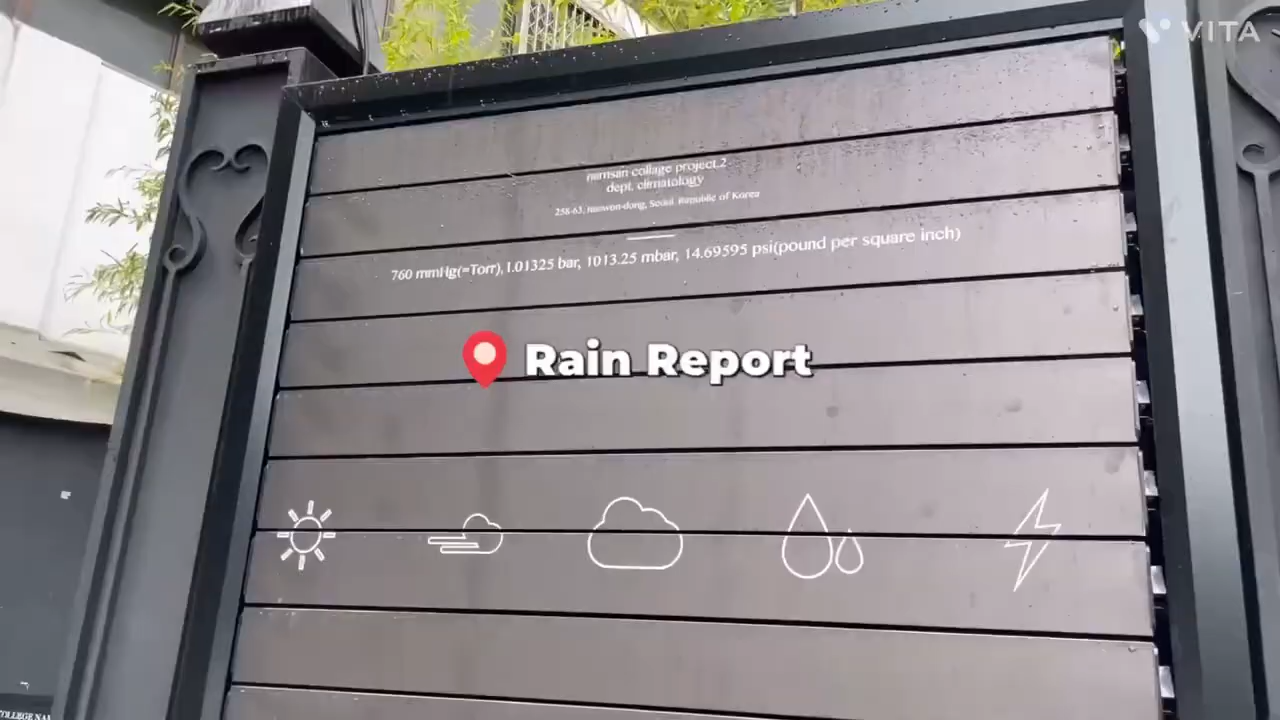 VITA
namsan collage project.2
dept. climatology
258-63, itaewon-dong, Seoul. Republic of Korea
760 mmHg(=Torr), 1.01325 bar, 1013.25 mbar, 14.69595 psi(pound per square inch)
Rain Report